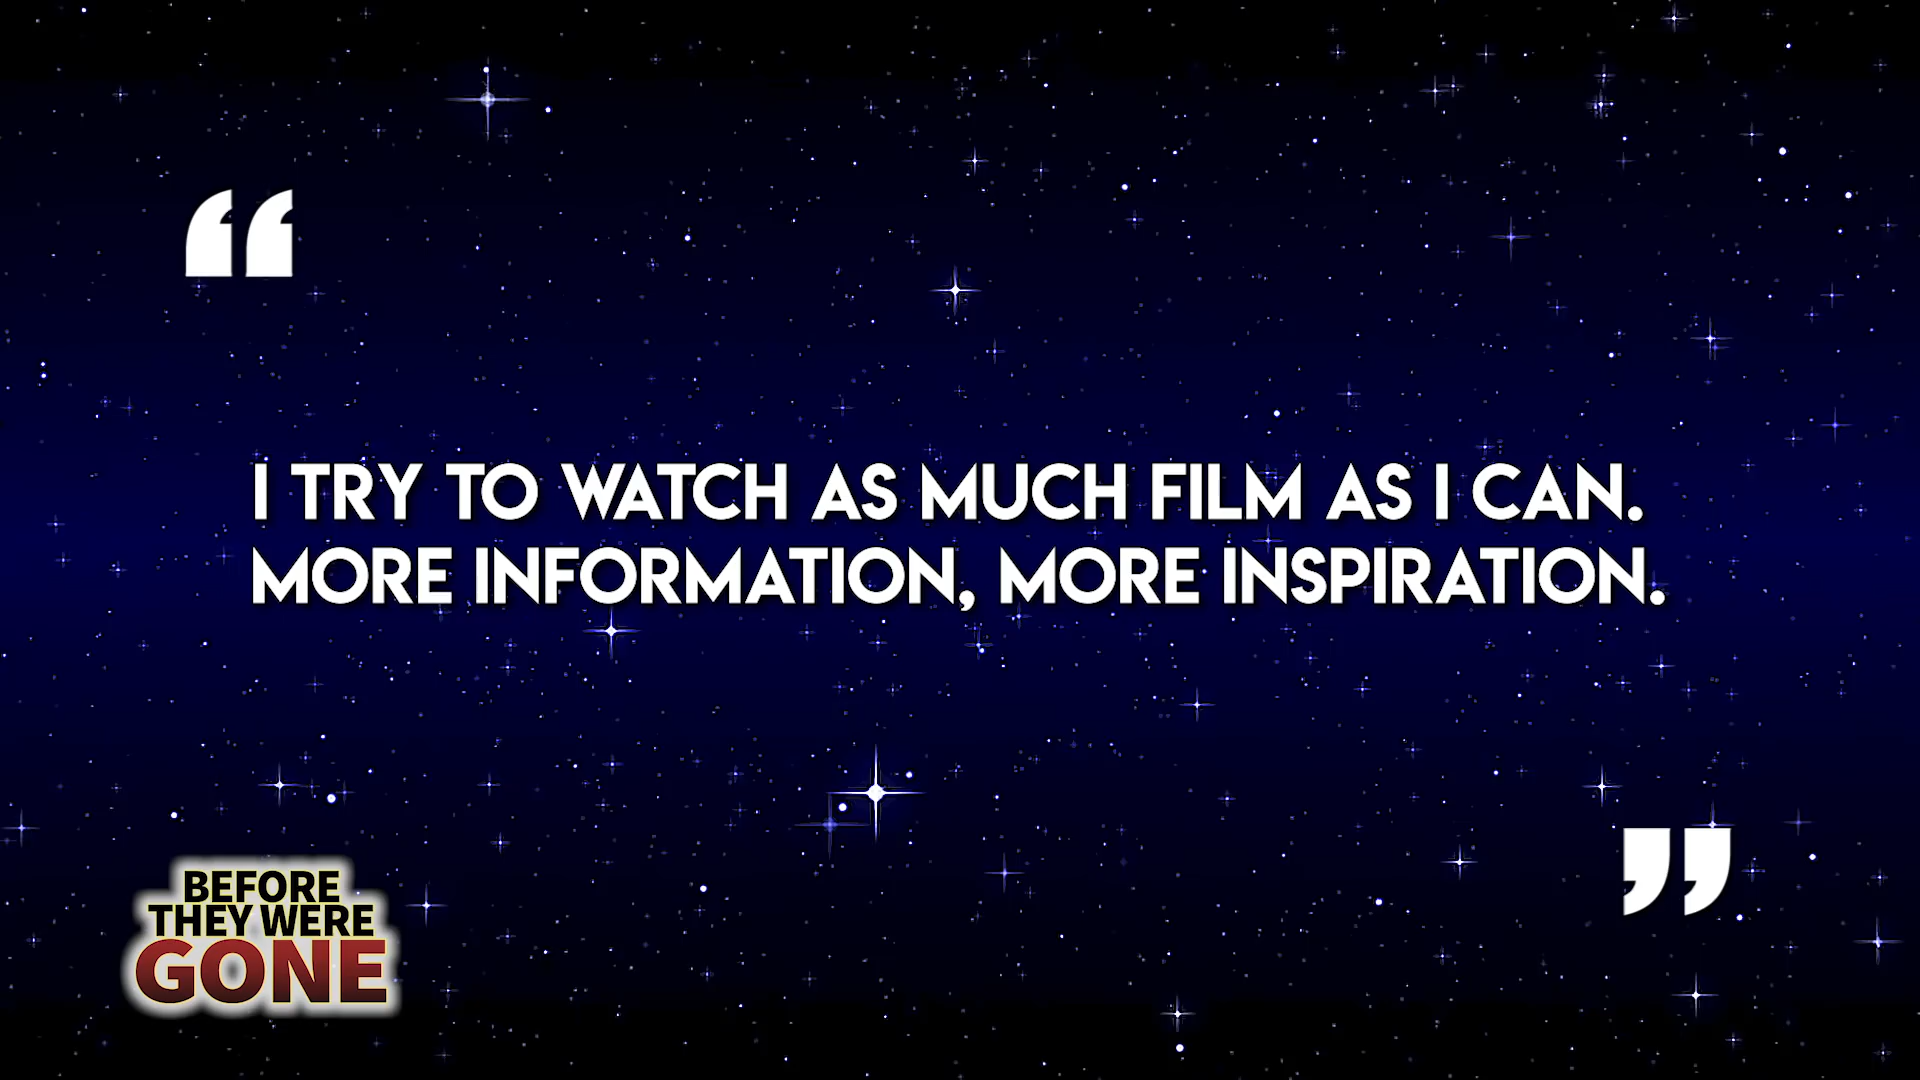 “
I TRY TO WATCH AS MUCH FILM AS I CAN.
MORE INFORMATION, MORE INSPIRATION.
”
BEFORE
THEY WERE
GONE